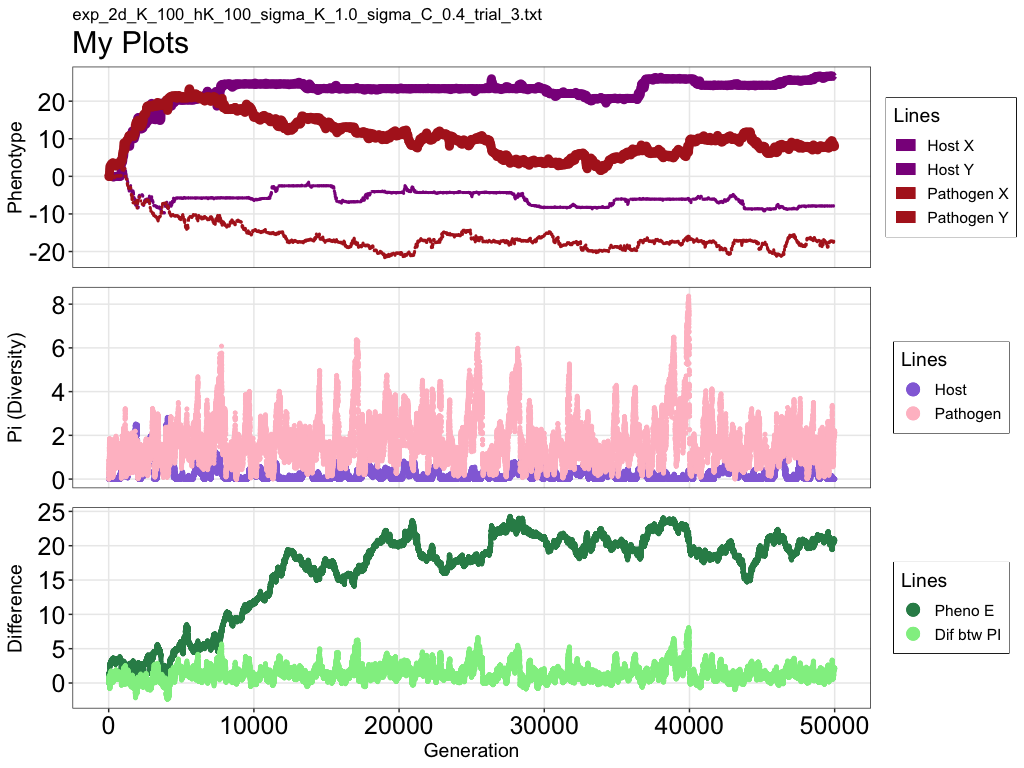 exp_2d_K_100_hK_100_sigma_K_1.0_sigma_C_0.4_trial_3.txt
My Plots
Phenotype
20
10
0
-10
-20
Lines
Host X
Host Y
Pathogen X
Pathogen Y
Pi (Diversity)
8
6
4
2
0
Lines
Host
Pathogen
Difference
25
20
15
10
5
0
Lines
Pheno E
Dif btw PI
0 10000 20000 30000 40000 50000
Generation